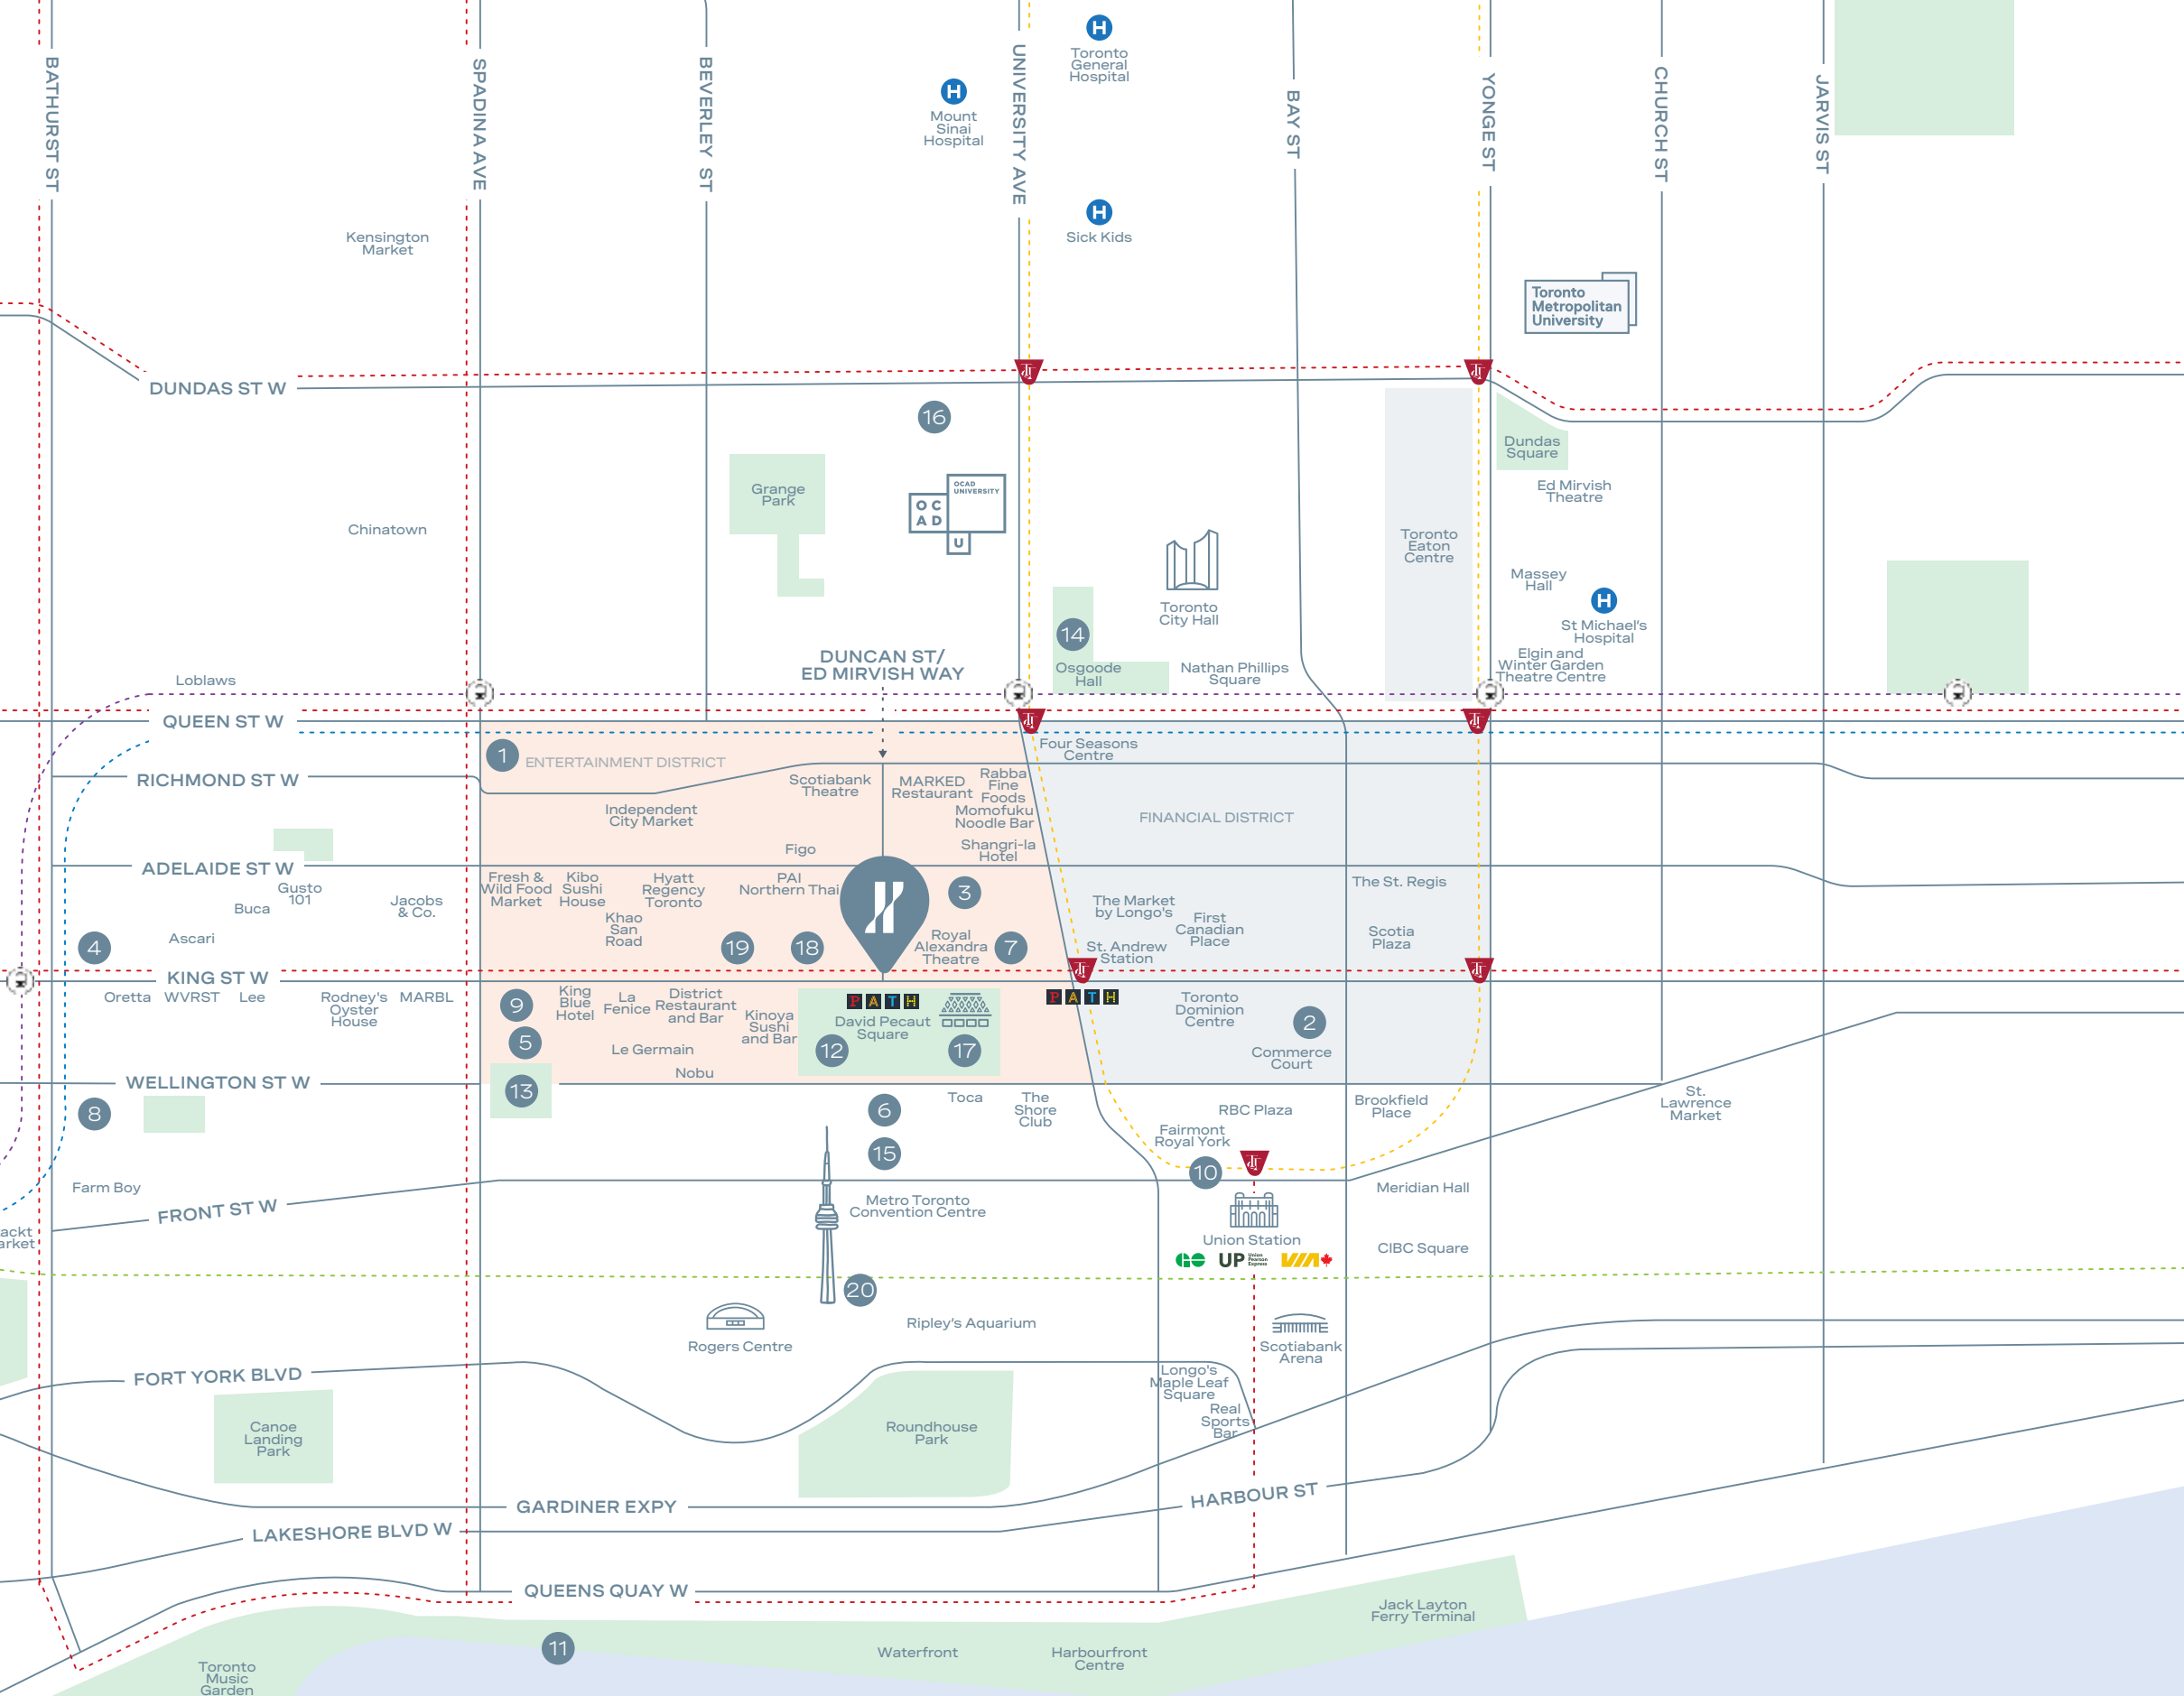 BATHURST ST
SPADINA AVE
BEVERLEY ST
UNIVERSITY AVE
BAY ST
YONGE ST
CHURCH ST
JARVIS ST
H
Toronto
General
Hospital
H
Mount
Sinai
Hospital
H
Sick Kids
Kensington
Market
Toronto
Metropolitan
University
DUNDAS ST W
16
Dundas
Square
Grange
Park
OCAD
UNIVERSITY
O C
A D
U
Ed Mirvish
Theatre
Chinatown
Toronto
Eaton
Centre
Massey
Hall
H
St Michael's
Hospital
Toronto
City Hall
14
Osgoode
Hall
Nathan Phillips
Square
Elgin and
Winter Garden
Theatre Centre
DUNCAN ST/
ED MIRVISH WAY
Loblaws
QUEEN ST W
1
ENTERTAINMENT DISTRICT
Four Seasons
Centre
RICHMOND ST W
Scotiabank
Theatre
MARKED
Restaurant
Rabba
Fine
Foods
Momofuku
Noodle Bar
Independent
City Market
FINANCIAL DISTRICT
Figo
Shangri-la
Hotel
ADELAIDE ST W
Gusto
101
Buca
Jacobs
& Co.
Fresh &
Wild Food
Market
Kibo
Sushi
House
Hyatt
Regency
Toronto
PAI
Northern Thai
3
The St. Regis
Khao
San
Road
The Market
by Longo's
First
Canadian
Place
Scotia
Plaza
4
Ascari
19
18
Royal
Alexandra
Theatre
7
St. Andrew
Station
KING ST W
Oretta
WVRST
Lee
Rodney's
Oyster
House
MARBL
9
King
Blue
Hotel
La
Fenice
District
Restaurant
and Bar
Kinoya
Sushi
and Bar
PATH
David Pecaut
Square
PATH
Toronto
Dominion
Centre
2
Commerce
Court
5
Le Germain
12
17
Nobu
WELLINGTON ST W
13
8
6
Toca
The
Shore
Club
RBC Plaza
Brookfield
Place
St.
Lawrence
Market
Fairmont
Royal York
15
10
Farm Boy
FRONT ST W
Metro Toronto
Convention Centre
Meridian Hall
ackt
arket
Union Station
GO
UP
Union
Pearson
Express
VIA
CIBC Square
20
Rogers Centre
Ripley's Aquarium
Scotiabank
Arena
FORT YORK BLVD
Longo's
Maple Leaf
Square
Real
Sports
Bar
Canoe
Landing
Park
Roundhouse
Park
GARDINER EXPY
HARBOUR ST
LAKESHORE BLVD W
QUEENS QUAY W
Jack Layton
Ferry Terminal
11
Waterfront
Harbourfront
Centre
Toronto
Music
Garden